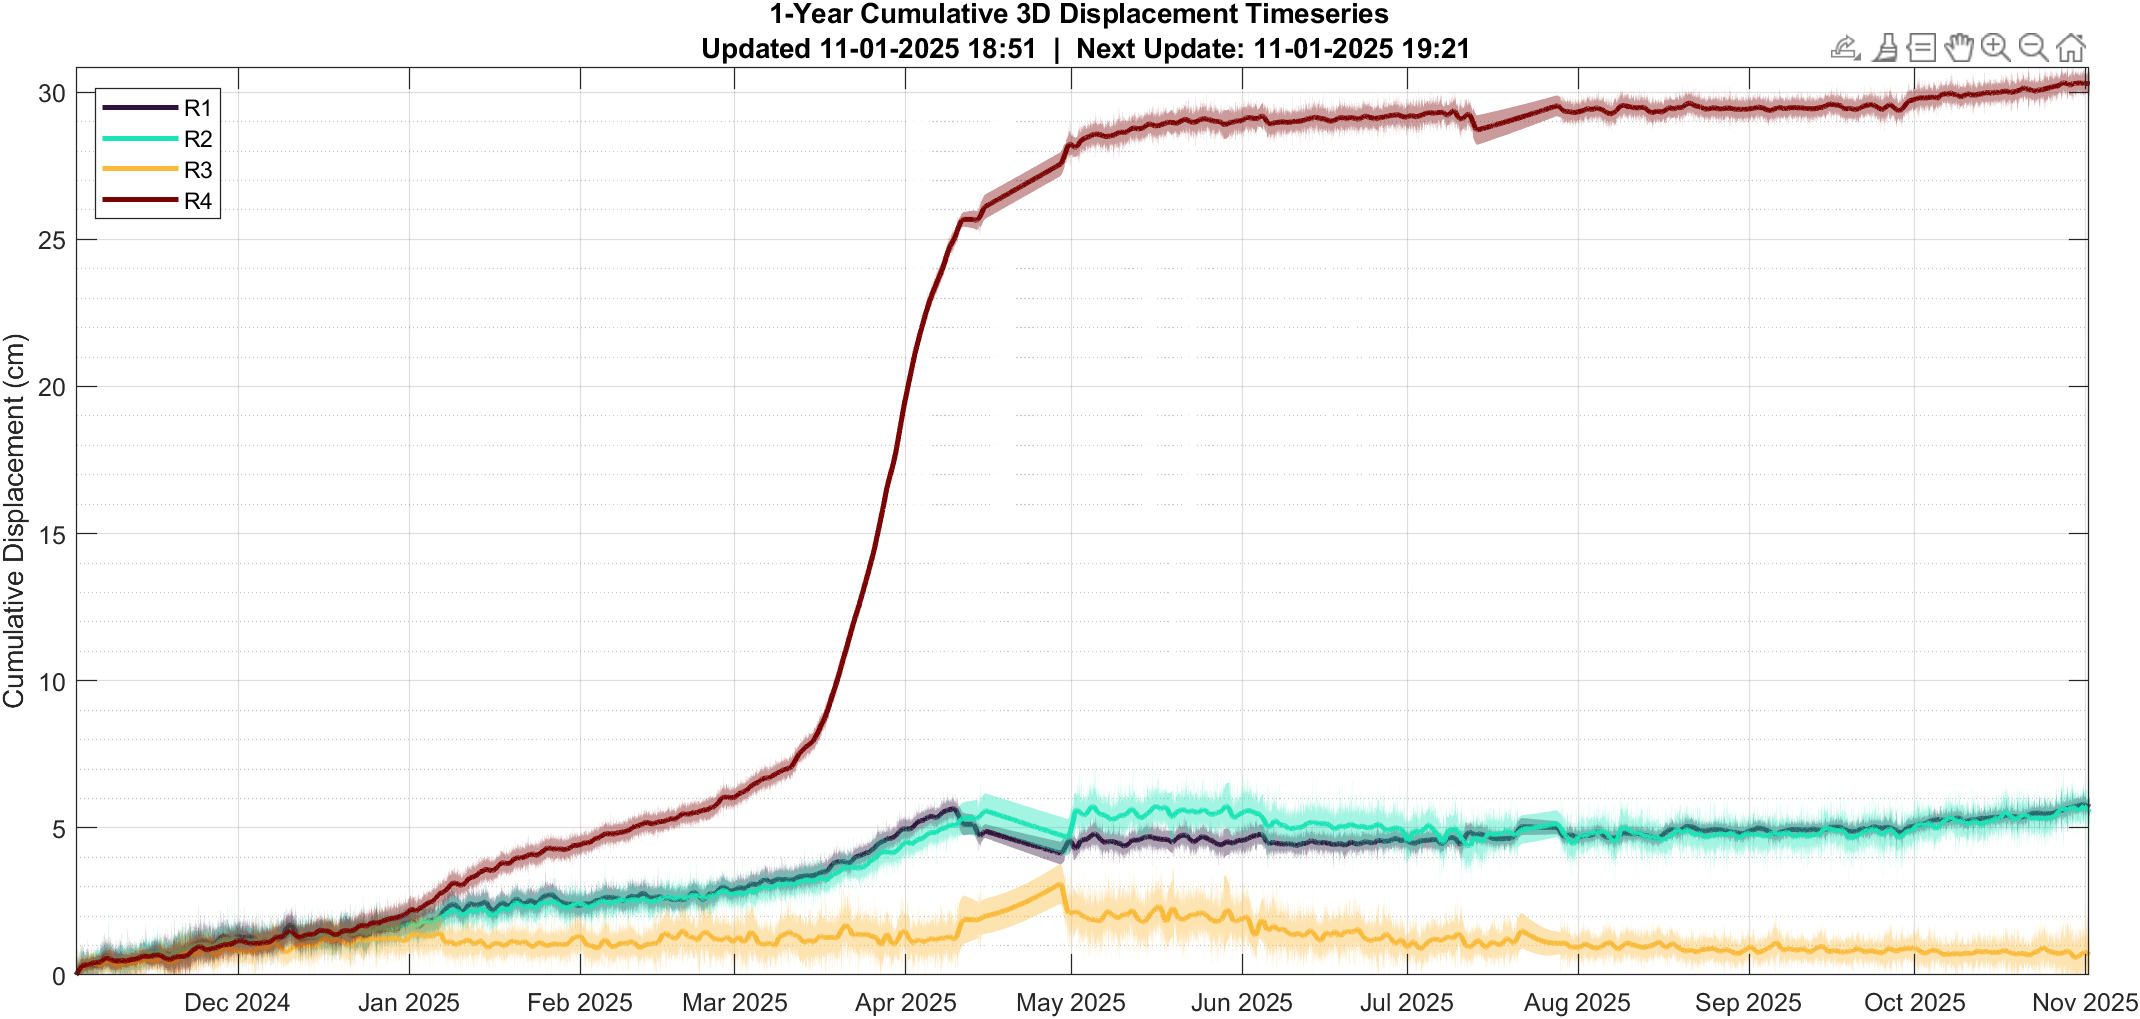 1-Year Cumulative 3D Displacement Timeseries
Updated 11-01-2025 18:51 | Next Update: 11-01-2025 19:21
R1
R2
R3
R4
Cumulative Displacement (cm)
30
25
20
15
10
5
0
Dec 2024 Jan 2025 Feb 2025 Mar 2025 Apr 2025 May 2025 Jun 2025 Jul 2025 Aug 2025 Sep 2025 Oct 2025 Nov 2025